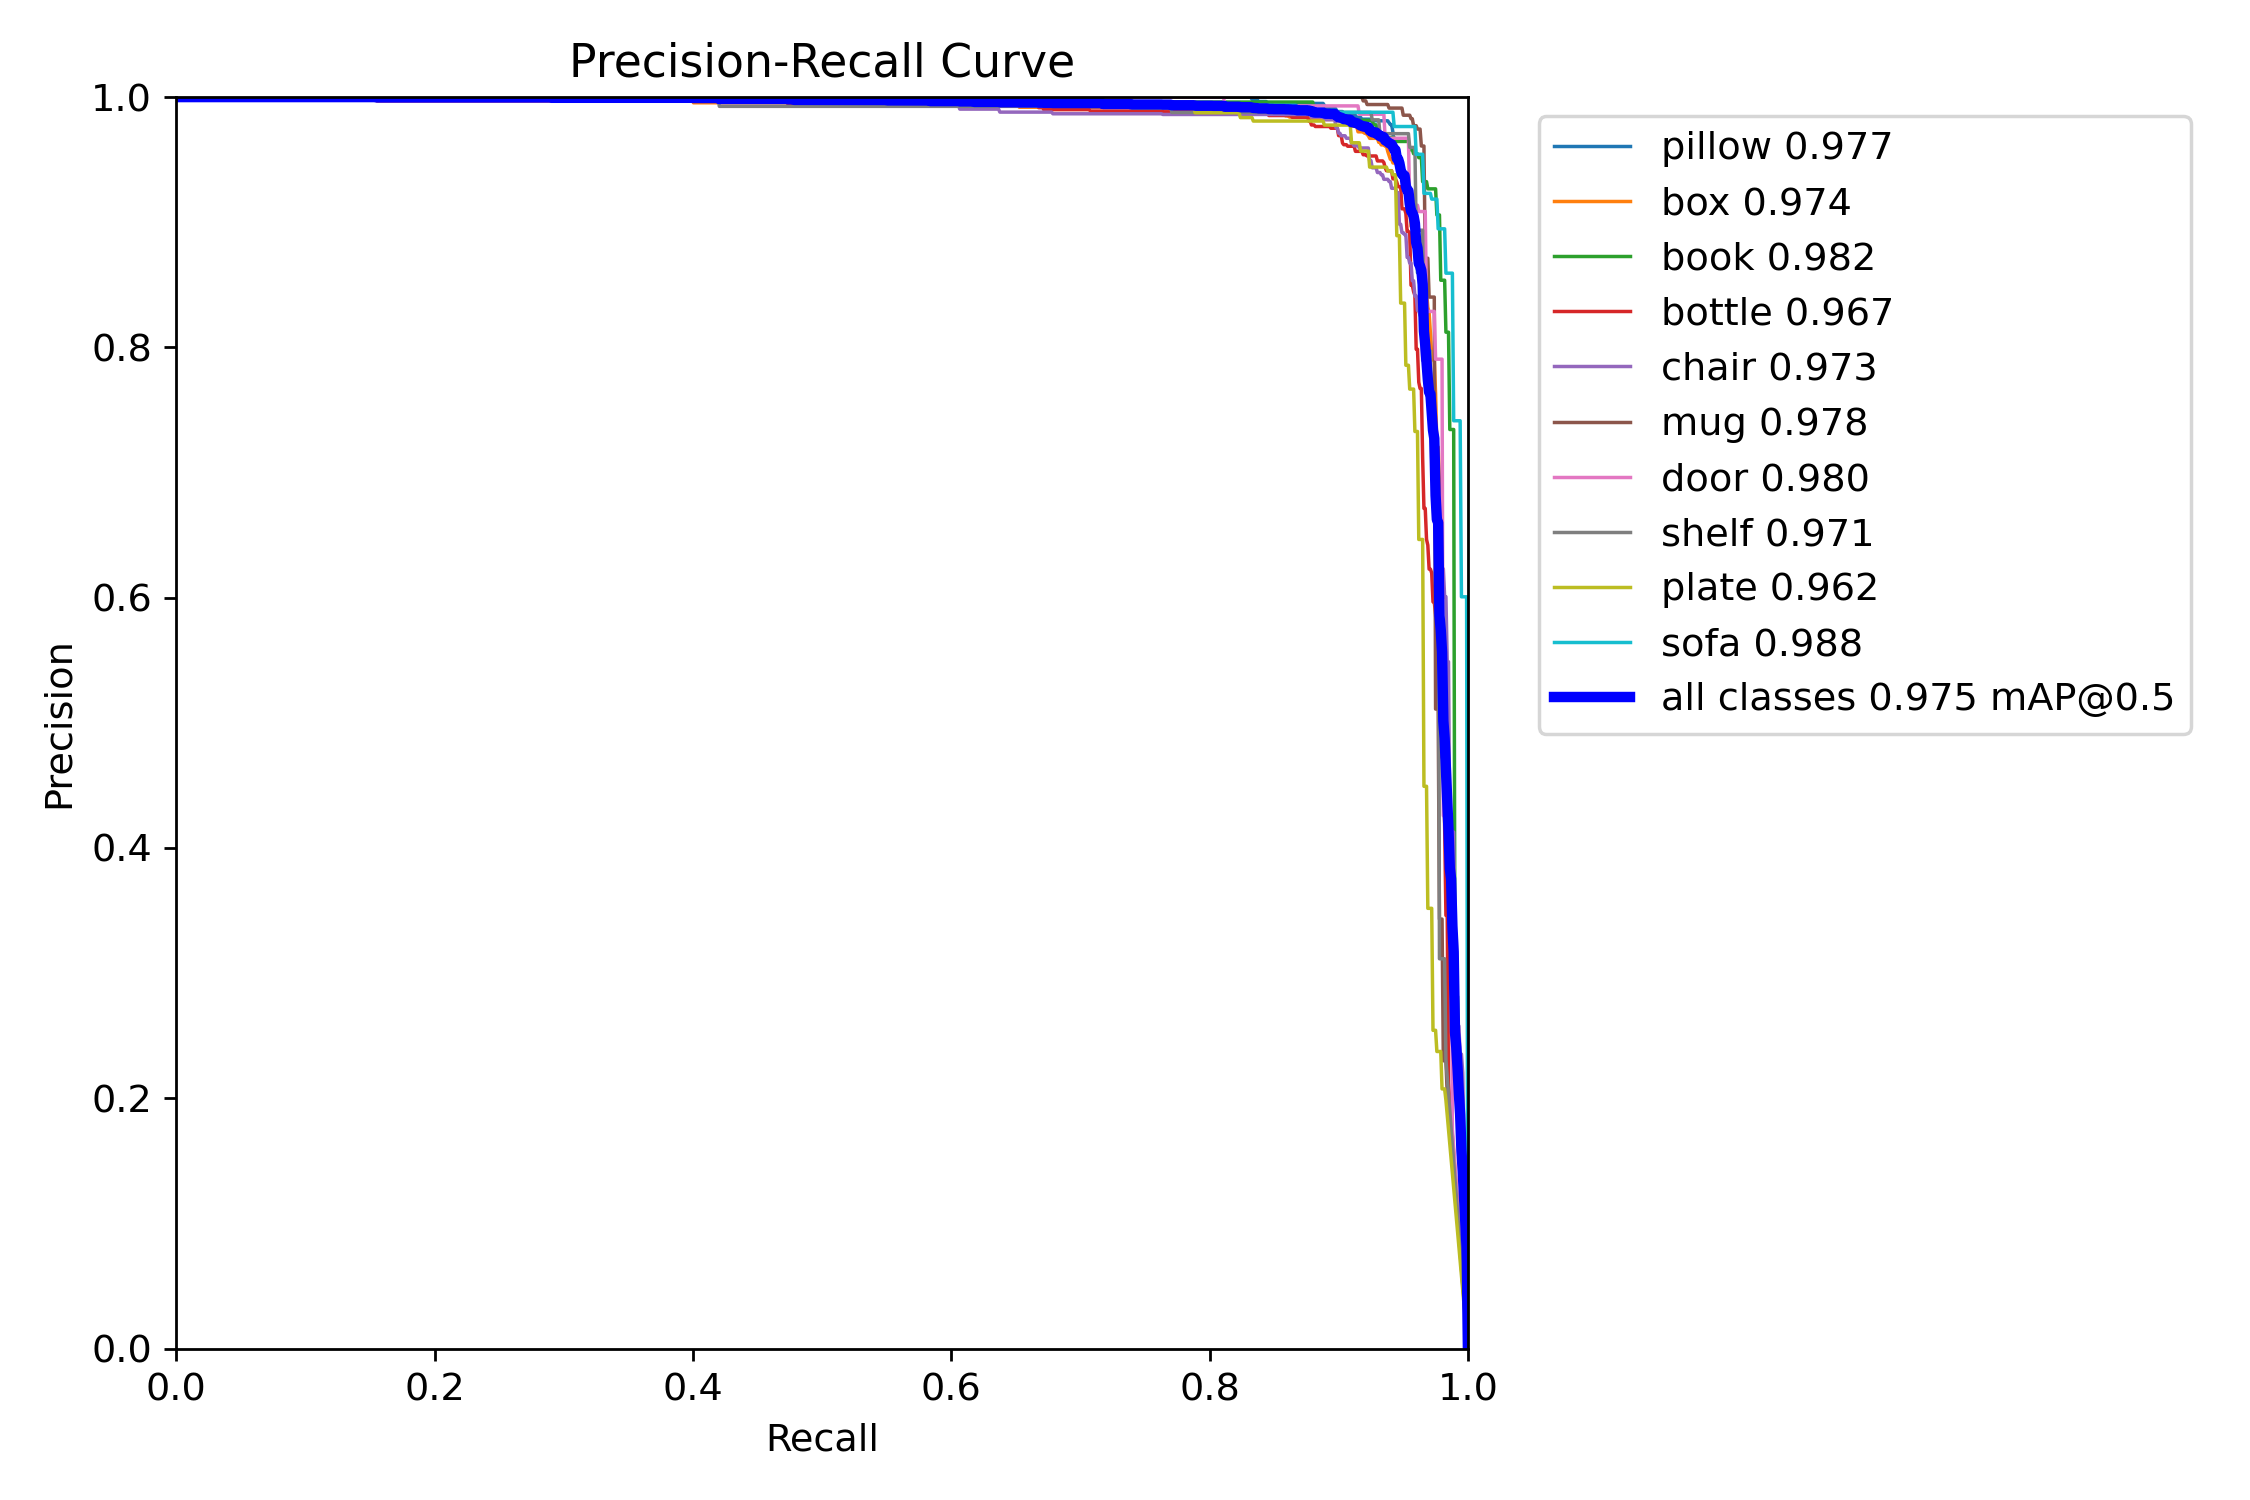 Precision-Recall Curve
1.0
0.8
0.6
0.4
0.2
0.0
Precision
0.0 0.2 0.4 0.6 0.8 1.0
Recall
pillow 0.977
box 0.974
book 0.982
bottle 0.967
chair 0.973
mug 0.978
door 0.980
shelf 0.971
plate 0.962
sofa 0.988
all classes 0.975 mAP@0.5